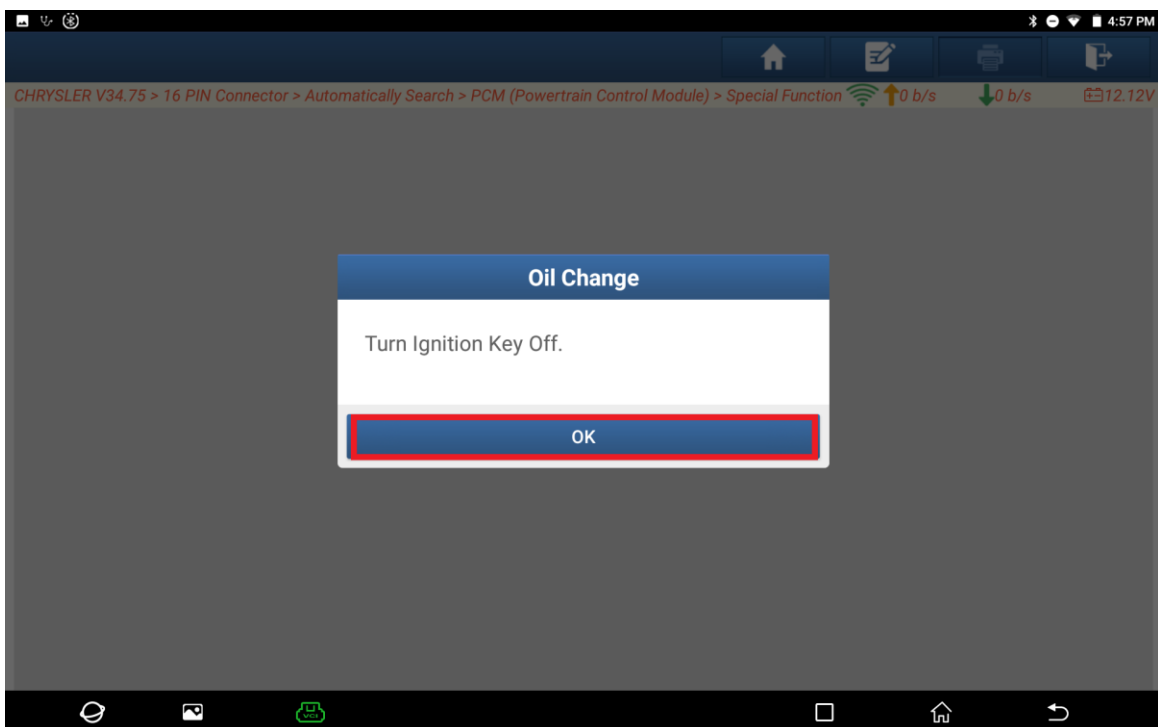 4:57 PM
CHRYSLER V34.75 > 16 PIN Connector > Automatically Search > PCM (Powertrain Control Module) > Special Function 0 b/s 0 b/s 12.12V
Oil Change
Turn Ignition Key Off.
OK
VCI